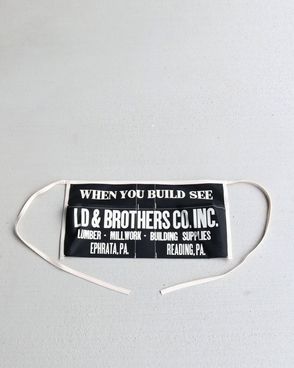 WHEN YOU BUILD SEE
LD & BROTHERS CO. INC.
LUMBER · MILLWORK · BUILDING SUPPLIES
EPHRATA, PA. READING, PA.